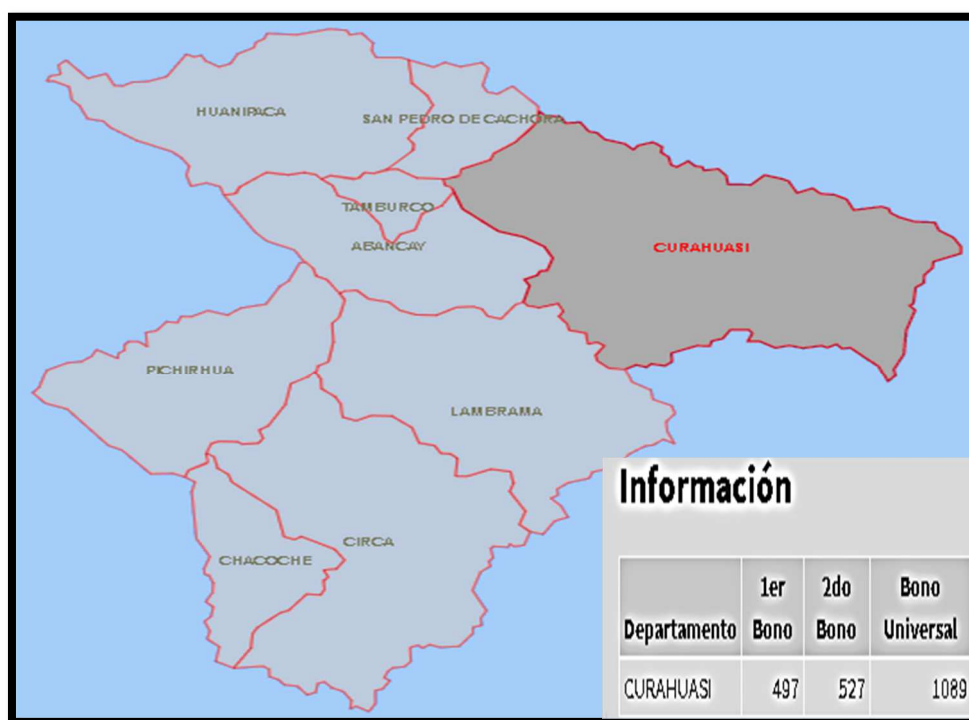 HUANIPACA
SAN PEDRO DE CACHORA
TAMBURCO
ABANCAY
CURAHUASI
PICHIRHUA
LAMBRAMA
CIRCA
CHACOCHE
Información
Departamento 1er Bono 2do Bono Bono Universal
CURAHUASI 497 527 1089